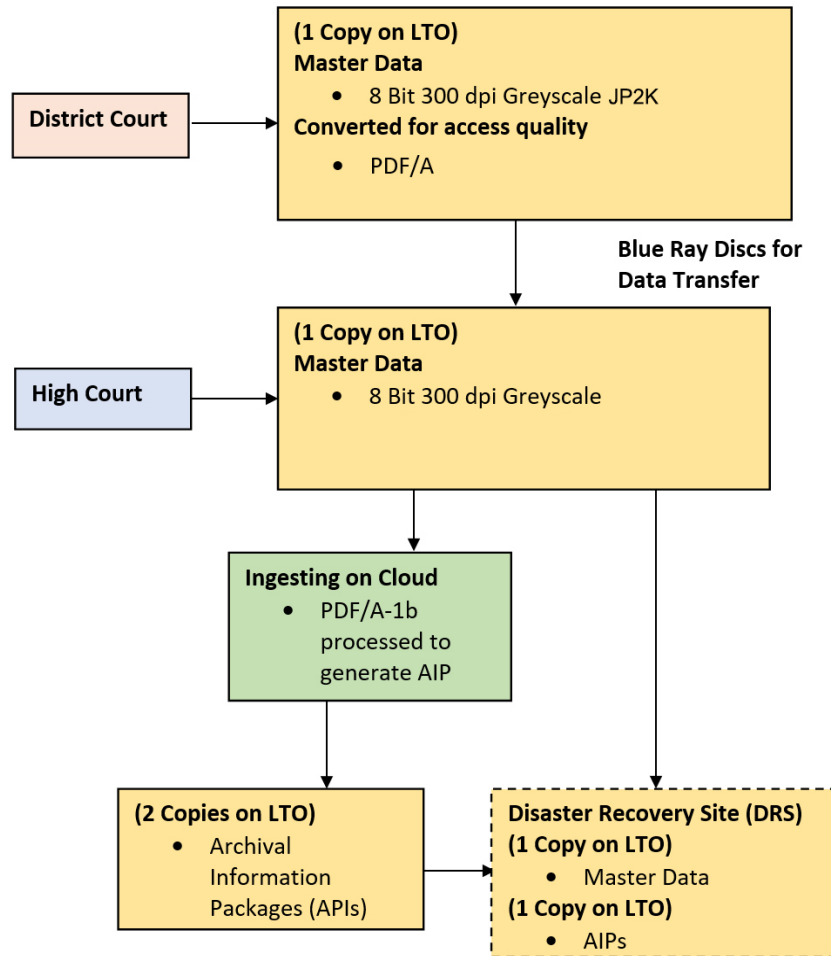 (1 Copy on LTO)
Master Data
• 8 Bit 300 dpi Greyscale JP2K
Converted for access quality
• PDF/A
District Court
Blue Ray Discs for
Data Transfer
(1 Copy on LTO)
Master Data
• 8 Bit 300 dpi Greyscale
High Court
Ingesting on Cloud
• PDF/A-1b
processed to
generate AIP
(2 Copies on LTO)
• Archival
Information
Packages (APIs)
Disaster Recovery Site (DRS)
(1 Copy on LTO)
• Master Data
(1 Copy on LTO)
• AIPs